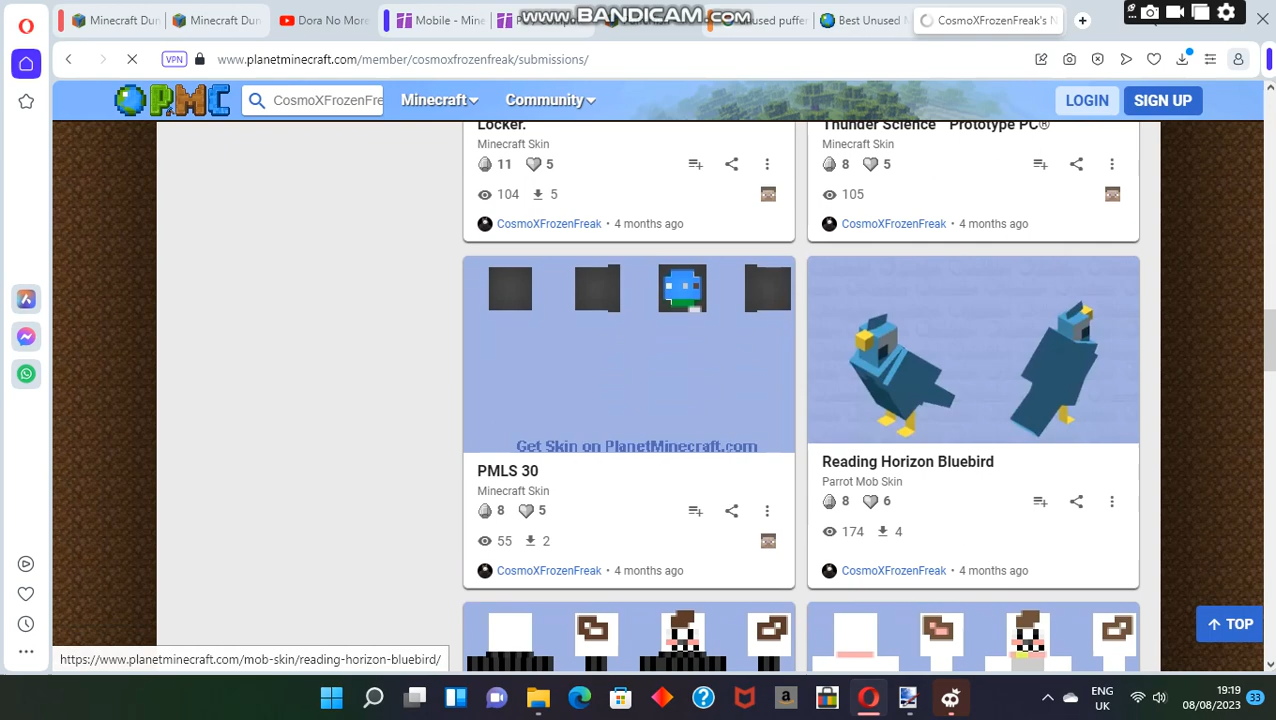 Minecraft Dun
Minecraft Dun
Dora No More
Mobile - Mine
www.BANDICAM.com
unused puffer
Best Unused
CosmoXFrozenFreak's N
VPN
www.planetminecraft.com/member/cosmoxfrozenfreak/submissions/
PMC
CosmoXFrozenFre
Minecraft
Community
LOGIN
SIGN UP
Locker.
Minecraft Skin
11 5
104 5
CosmoXFrozenFreak • 4 months ago
Thunder Science™ Prototype PC®
Minecraft Skin
8 5
105
CosmoXFrozenFreak • 4 months ago
Get Skin on PlanetMinecraft.com
PMLS 30
Minecraft Skin
8 5
55 2
CosmoXFrozenFreak • 4 months ago
Reading Horizon Bluebird
Parrot Mob Skin
8 6
174 4
CosmoXFrozenFreak • 4 months ago
TOP
https://www.planetminecraft.com/mob-skin/reading-horizon-bluebird/
ENG
UK
19:19
08/08/2023
33